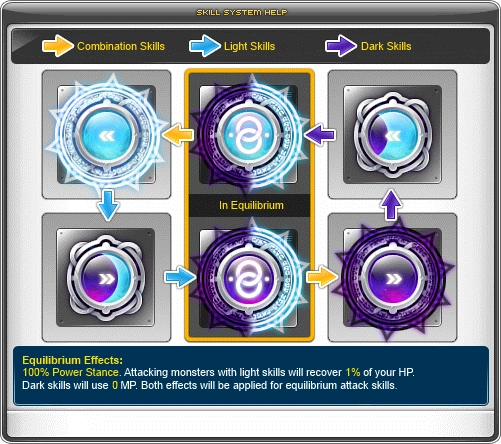 SKILL SYSTEM HELP
Combination Skills
Light Skills
Dark Skills
In Equilibrium
Equilibrium Effects:
100% Power Stance. Attacking monsters with light skills will recover 1% of your HP.
Dark skills will use 0 MP. Both effects will be applied for equilibrium attack skills.